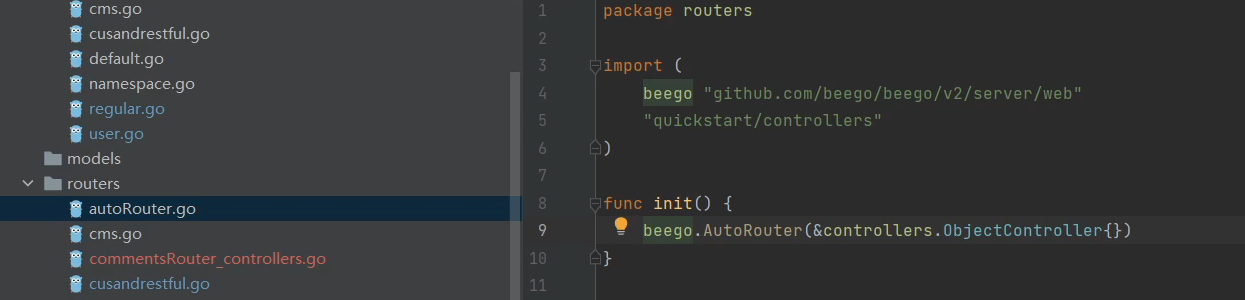 cms.go
cusandrestful.go
default.go
namespace.go
regular.go
user.go
models
routers
autoRouter.go
cms.go
commentsRouter_controllers.go
cusandrestful.go
1 package routers
2
3 import (
4 beego "github.com/beego/beego/v2/server/web"
5 "quickstart/controllers"
6 )
7
8 func init() {
9 beego.AutoRouter(&controllers.ObjectController{})
10 }
11